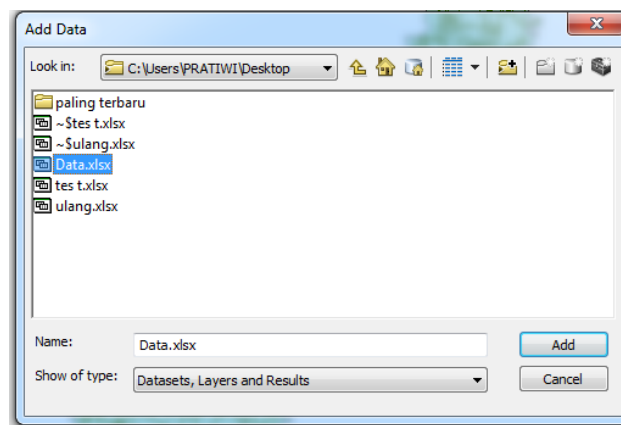 Add Data
Look in: C:\Users\PRATIWI\Desktop
paling terbaru
~$tes t.xlsx
~$ulang.xlsx
Data.xlsx
tes t.xlsx
ulang.xlsx
Name: Data.xlsx Add
Show of type: Datasets, Layers and Results Cancel